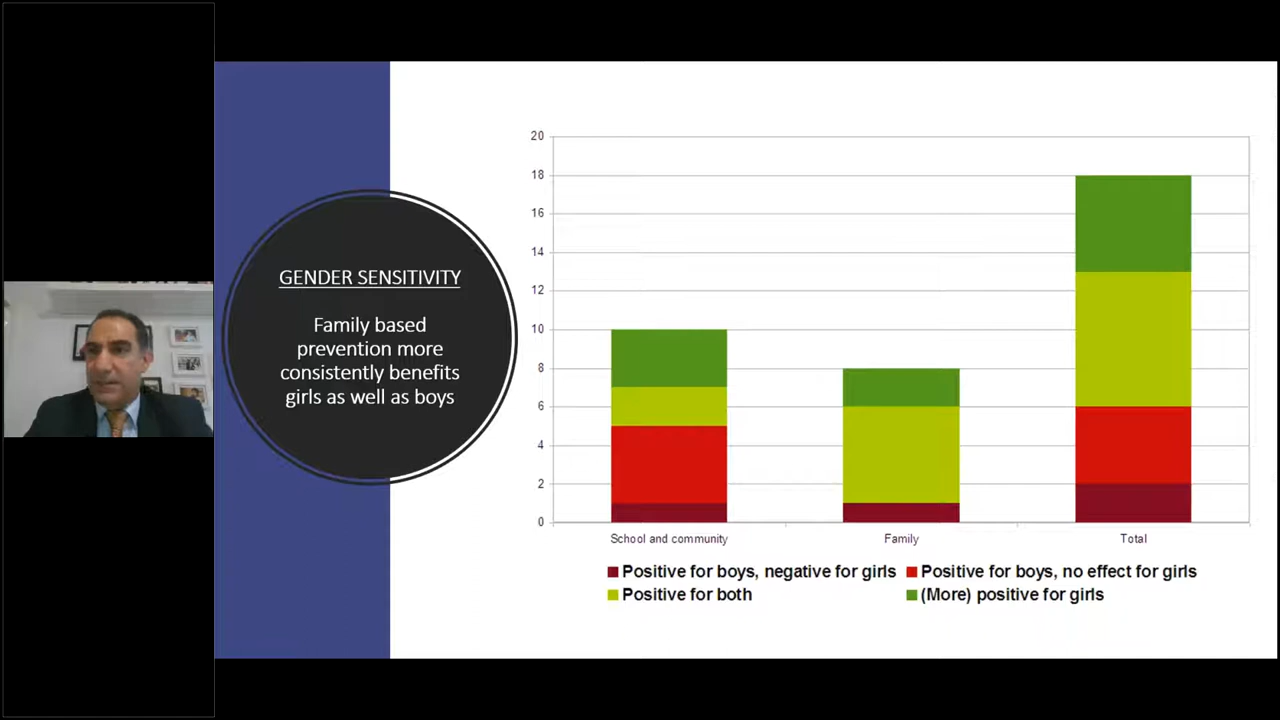 GENDER SENSITIVITY
Family based
prevention more
consistently benefits
girls as well as boys
20
18
16
14
12
10
8
6
4
2
0
School and community
Family
Total
Positive for boys, negative for girls
Positive for boys, no effect for girls
Positive for both
(More) positive for girls